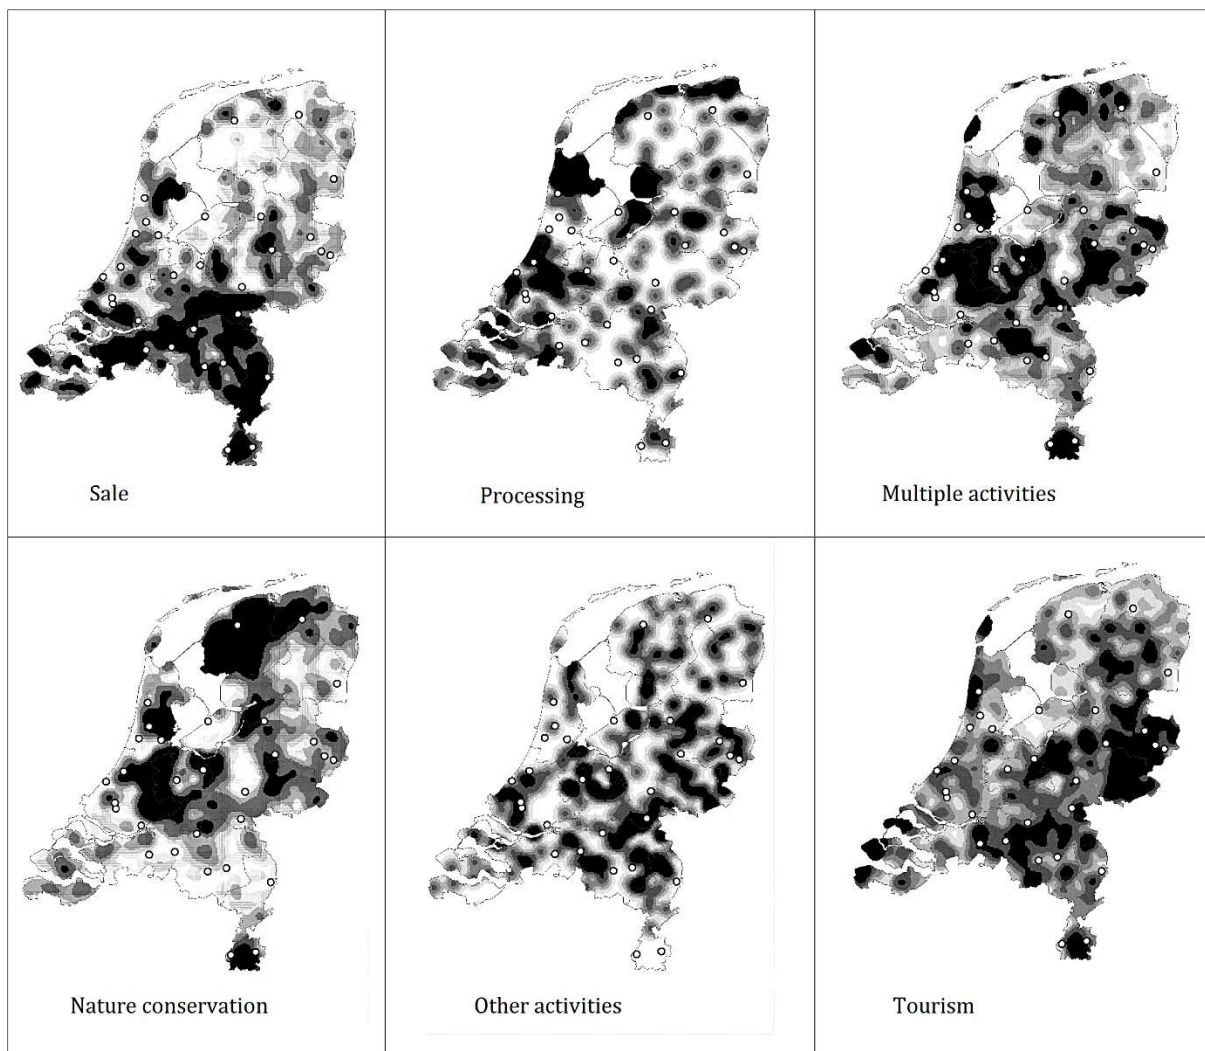 Sale
Processing
Multiple activities
Nature conservation
Other activities
Tourism